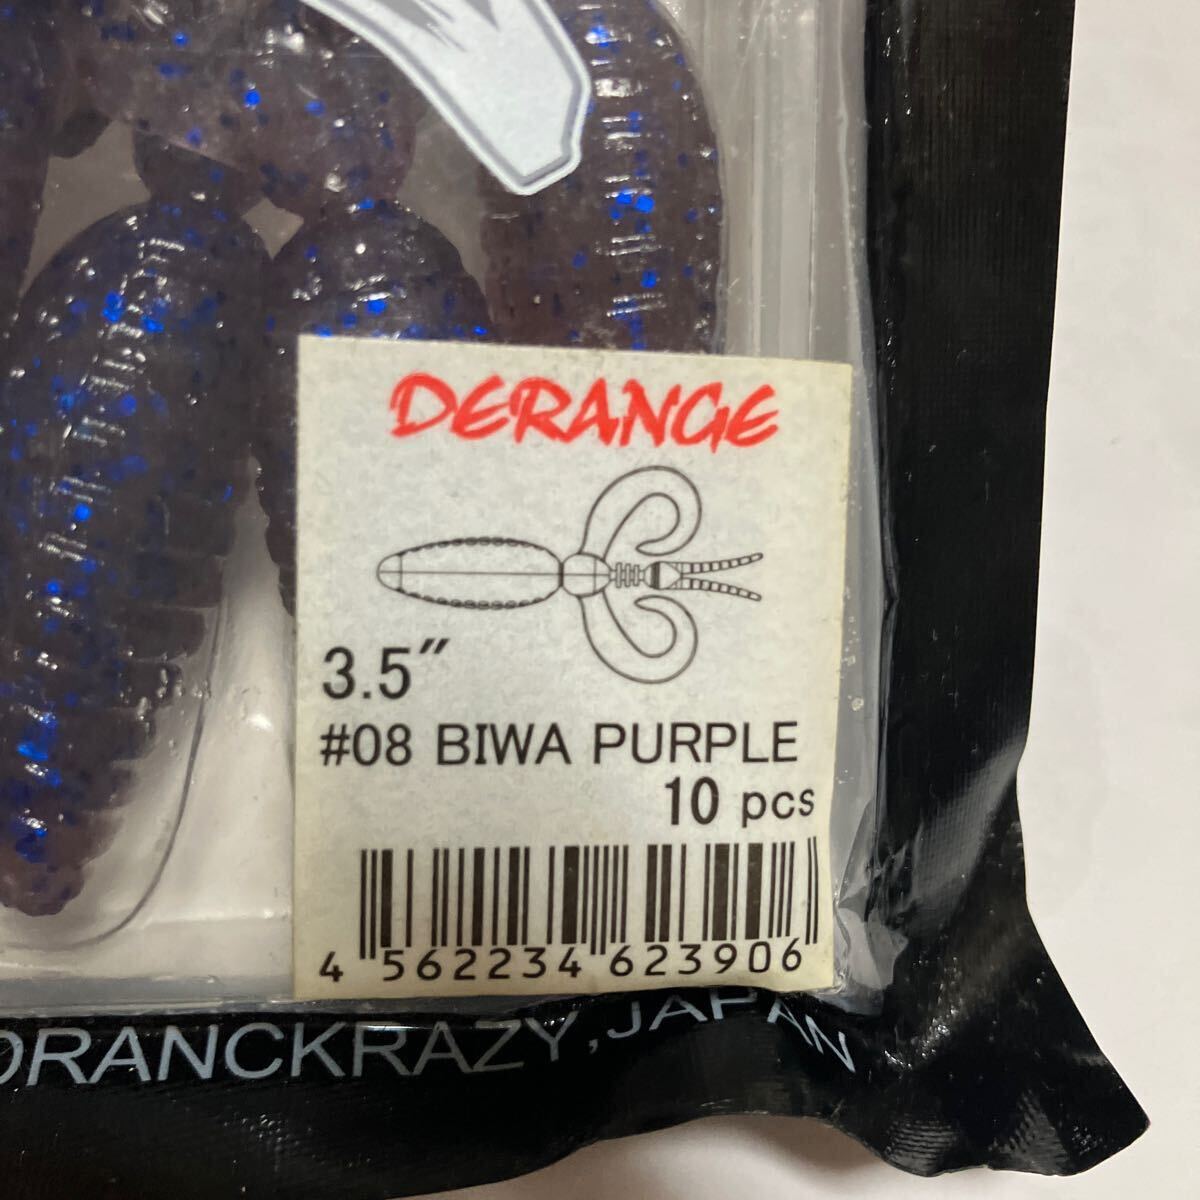 DERANGE
3.5″
#08 BIWA PURPLE
10 pcs
4 562234 623906
DRANCKRAZY,JAPAN